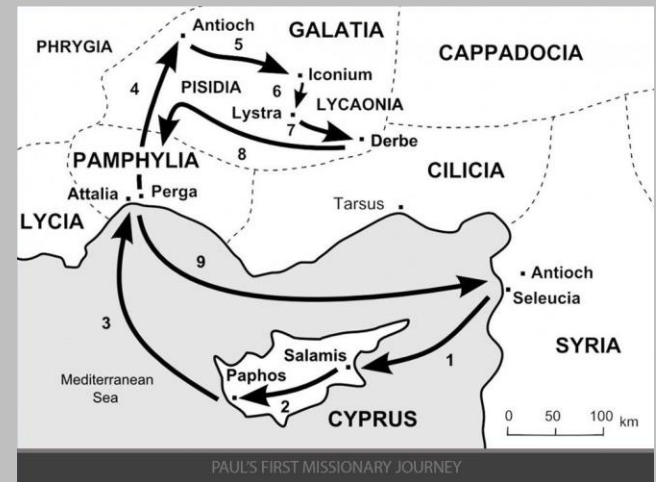 Antioch
GALATIA
PHRYGIA
5
CAPPADOCIA
Iconium
4
PISIDIA
6
Lystra
LYCAONIA
7
Derbe
8
PAMPHYLIA
CILICIA
Attalia
Perga
Tarsus
LYCIA
9
Antioch
Seleucia
3
SYRIA
Salamis
1
Paphos
Mediterranean
Sea
2
CYPRUS
0 50 100 km
PAUL'S FIRST MISSIONARY JOURNEY